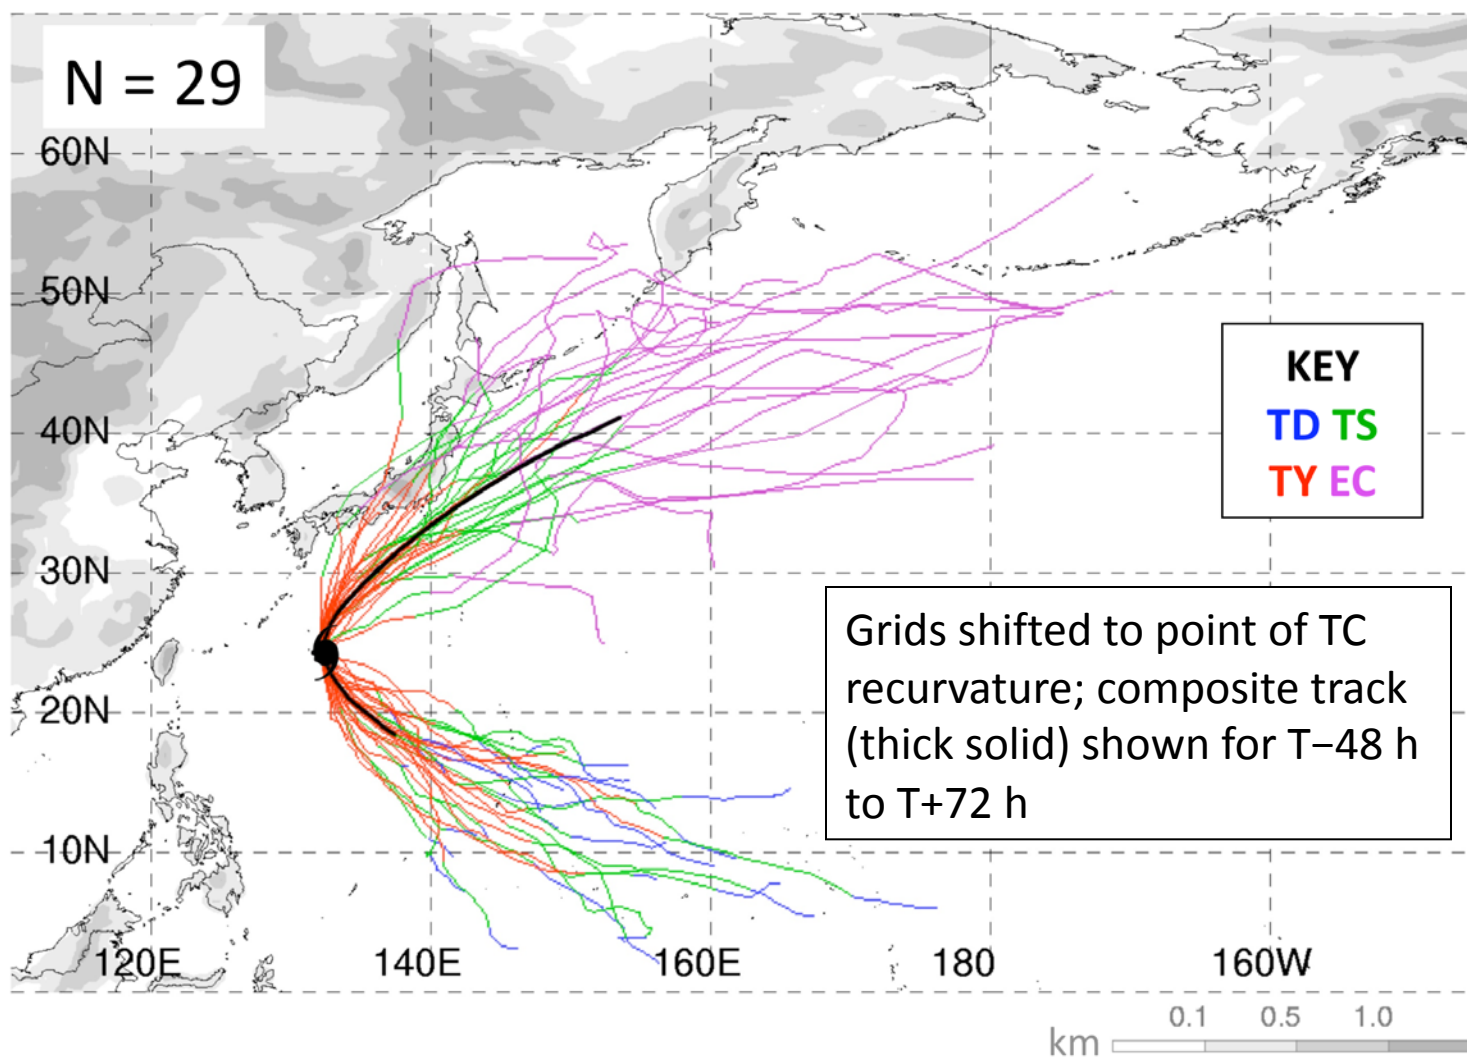 N = 29
60N
50N
40N
30N
20N
10N
KEY
TD TS
TY EC
Grids shifted to point of TC
recurvature; composite track
(thick solid) shown for T−48 h
to T+72 h
120E 140E 160E 180 160W
0.1 0.5 1.0
km